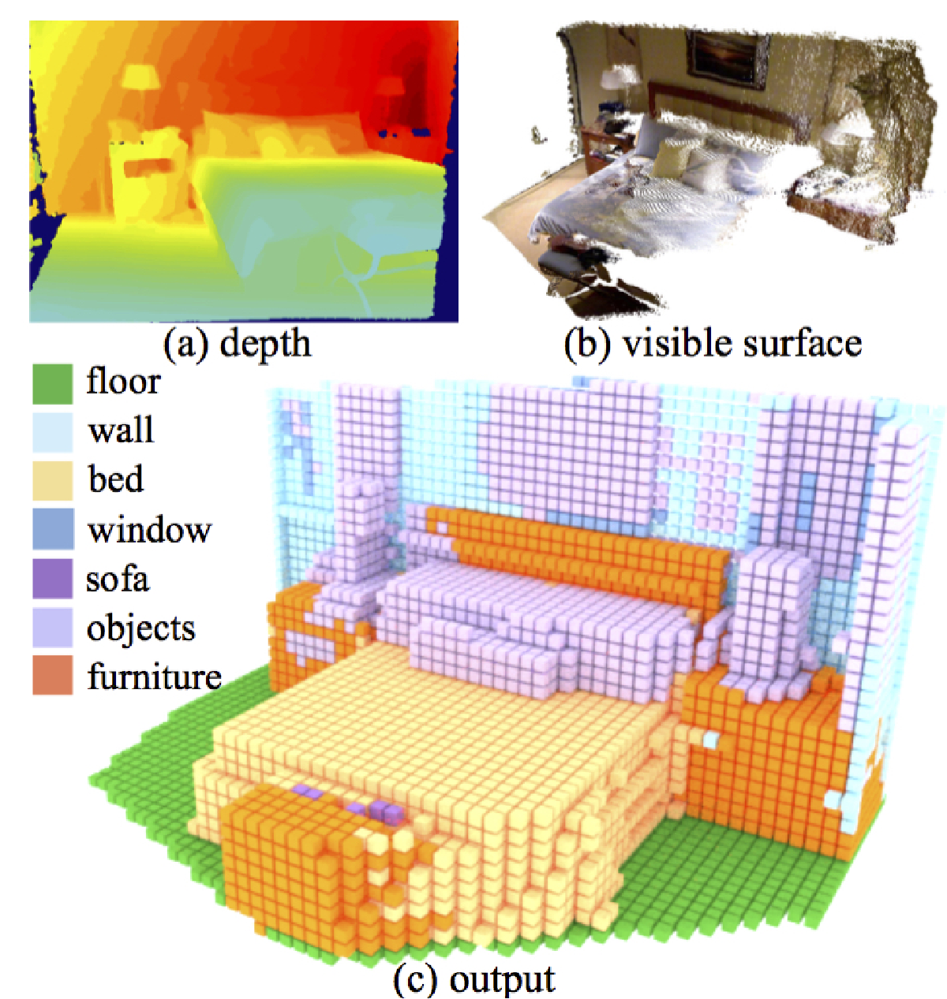 (a) depth
(b) visible surface
floor
wall
bed
window
sofa
objects
furniture
(c) output